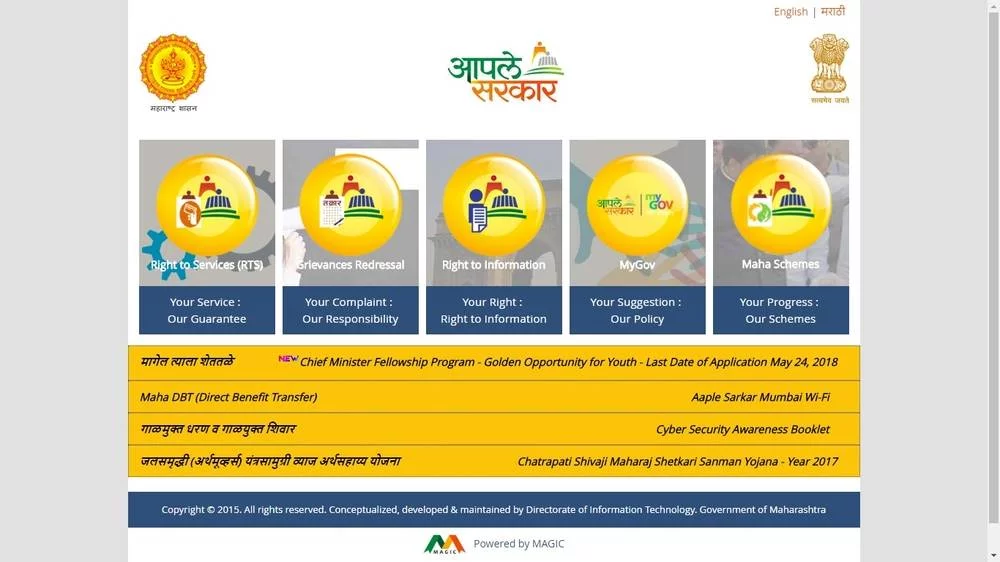 English | मराठी
महाराष्ट्र शासन
आपले
सरकार
सत्यमेव जयते
तक्रार
आपले
सरकार
my
GOV
Right to Services (RTS)
Grievances Redressal
Right to Information
MyGov
Maha Schemes
Your Service :
Our Guarantee
Your Complaint :
Our Responsibility
Your Right :
Right to Information
Your Suggestion :
Our Policy
Your Progress :
Our Schemes
मागेल त्याला शेततळे
NEW Chief Minister Fellowship Program - Golden Opportunity for Youth - Last Date of Application May 24, 2018
Maha DBT (Direct Benefit Transfer)
Aaple Sarkar Mumbai Wi-Fi
गाळमुक्त धरण व गाळयुक्त शिवार
Cyber Security Awareness Booklet
जलसमृद्धी (अर्थमूव्हर्स) यंत्रसामुग्री व्याज अर्थसहाय्य योजना
Chatrapati Shivaji Maharaj Shetkari Sanman Yojana - Year 2017
Copyright © 2015. All rights reserved. Conceptualized, developed & maintained by Directorate of Information Technology. Government of Maharashtra
MAGIC
Powered by MAGIC